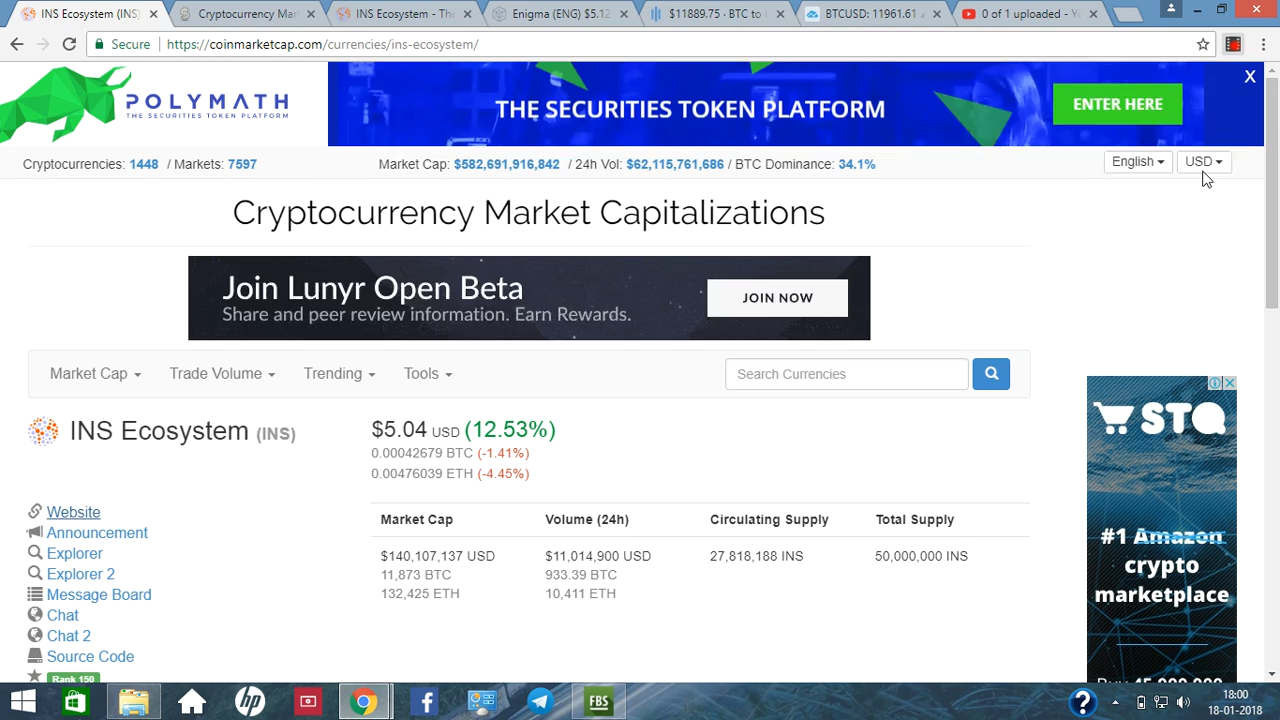 INS Ecosystem (INS)
Cryptocurrency Mar
INS Ecosystem - The
Enigma (ENG) $5.12
$11889.75 · BTC to U
BTCUSD: 11961.61
0 of 1 uploaded - Yo
Secure
https://coinmarketcap.com/currencies/ins-ecosystem/
POLYMATH
THE SECURITIES TOKEN PLATFORM
THE SECURITIES TOKEN PLATFORM
ENTER HERE
X
Cryptocurrencies: 1448 / Markets: 7597
Market Cap: $582,691,916,842 / 24h Vol: $62,115,761,686 / BTC Dominance: 34.1%
English
USD
Cryptocurrency Market Capitalizations
Join Lunyr Open Beta
Share and peer review information. Earn Rewards.
JOIN NOW
Market Cap
Trade Volume
Trending
Tools
Search Currencies
INS Ecosystem (INS)
$5.04 USD (12.53%)
0.00042679 BTC (-1.41%)
0.00476039 ETH (-4.45%)
Website
Announcement
Explorer
Explorer 2
Message Board
Chat
Chat 2
Source Code
Rank 150
Market Cap
Volume (24h)
Circulating Supply
Total Supply
$140,107,137 USD
$11,014,900 USD
27,818,188 INS
50,000,000 INS
11,873 BTC
933.39 BTC
132,425 ETH
10,411 ETH
STQ
#1 Amazon
crypto
marketplace
hp
FBS
18:00
18-01-2018